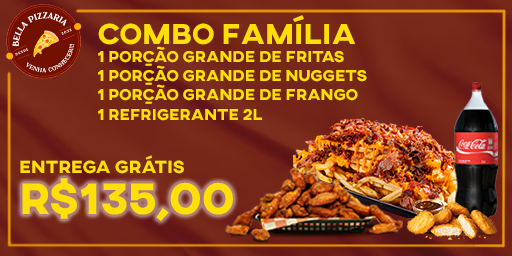 BELLA PIZZARIA
DESDE
VENHA CONHECER!!
COMBO FAMÍLIA
1 PORÇÃO GRANDE DE FRITAS
1 PORÇÃO GRANDE DE NUGGETS
1 PORÇÃO GRANDE DE FRANGO
1 REFRIGERANTE 2L
Coca-Cola
ENTREGA GRÁTIS
R$135,00